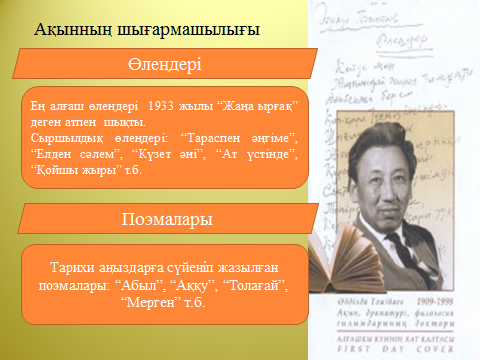 Ақынның шығармашылығы
Өлендері
Ең алғаш өлеңдері 1933 жылы “Жаңа ырғақ”
деген атпен шықты.
Сыршылдық өлеңдері: “Тараспен әңгіме”,
“Елден сәлем”, “Күзет әні”, “Ат үстінде”,
“Қойшы жыры” т.б.
Поэмалары
Тарихи аңыздарға сүйеніп жазылған
поэмалары: “Абыл”, “Аққу”, “Толағай”,
“Мерген” т.б.
Өлеңдер
Әбділда Тәжібаев 1909-1998
Ақын, драматург, филология
ғылымдарының докторы
АЛҒАШҚЫ КҮННІҢ ХАТ ҚАЛТАСЫ
FIRST DAY COVER